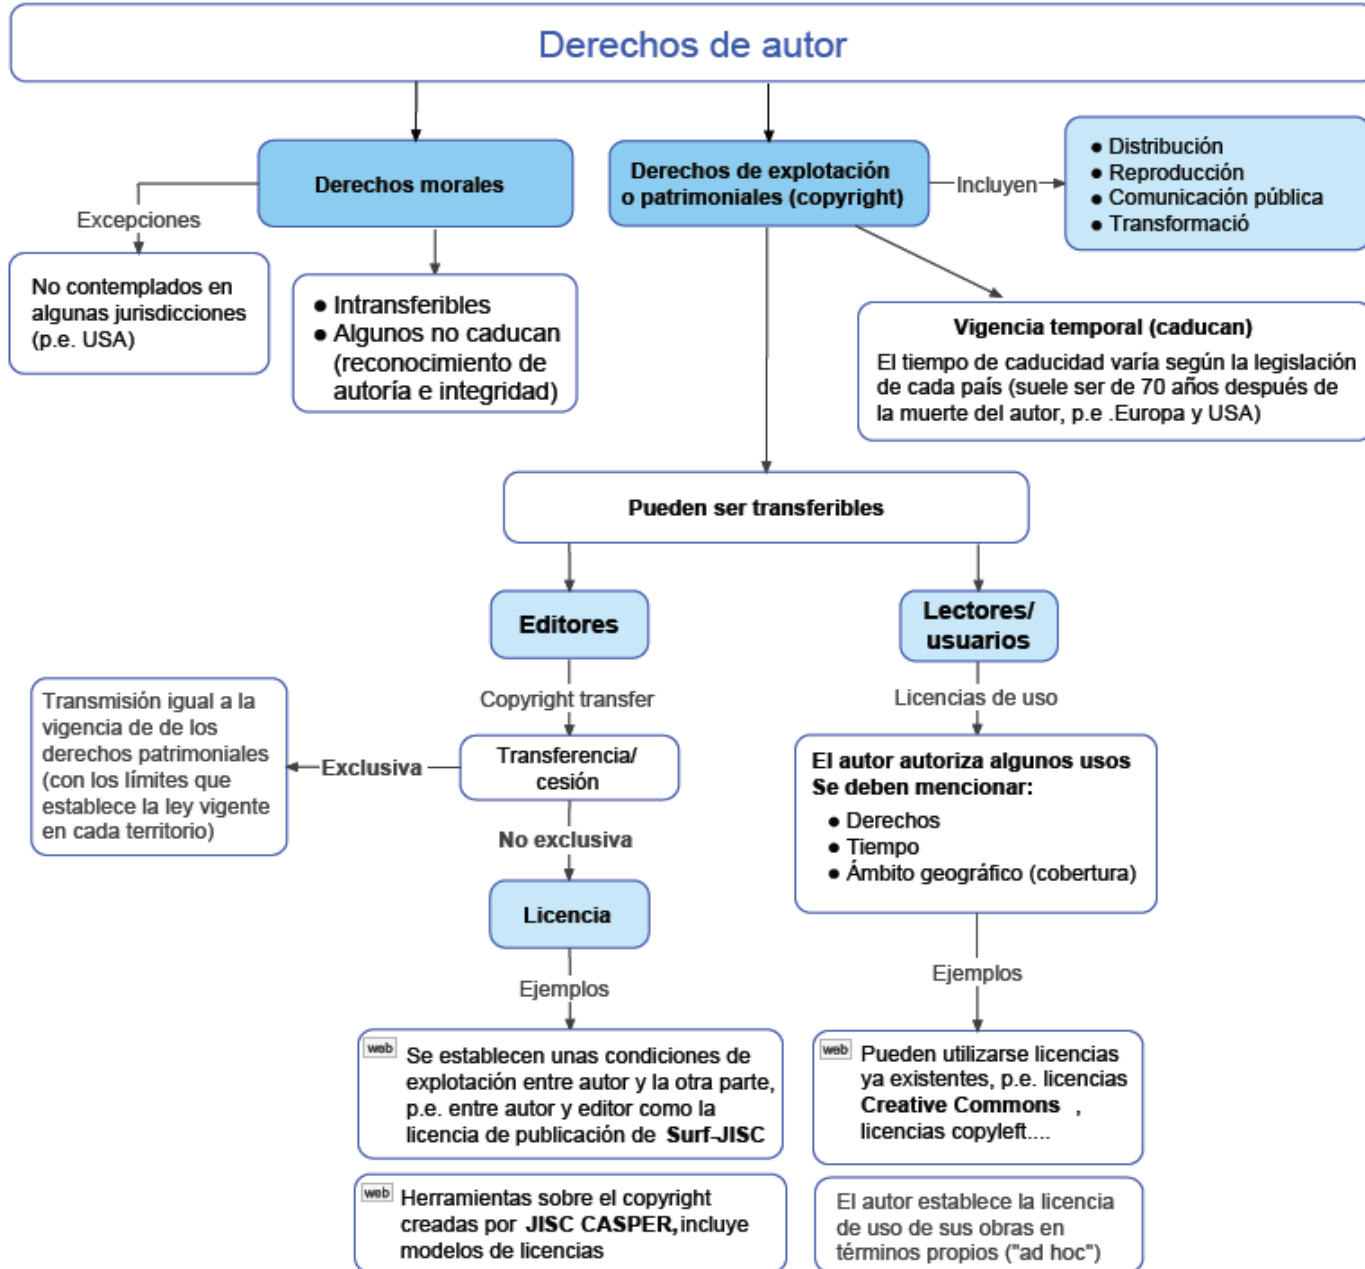 Derechos de autor
Derechos morales
Derechos de explotación
o patrimoniales (copyright)
Incluyen
● Distribución
● Reproducción
● Comunicación pública
● Transformació
Excepciones
No contemplados en
algunas jurisdicciones
(p.e. USA)
● Intransferibles
● Algunos no caducan
(reconocimiento de
autoría e integridad)
Vigencia temporal (caducan)
El tiempo de caducidad varía según la legislación
de cada país (suele ser de 70 años después de
la muerte del autor, p.e .Europa y USA)
Pueden ser transferibles
Editores
Copyright transfer
Transferencia/
cesión
Exclusiva
Transmisión igual a la
vigencia de de los
derechos patrimoniales
(con los límites que
establece la ley vigente
en cada territorio)
No exclusiva
Licencia
Ejemplos
web Se establecen unas condiciones de
explotación entre autor y la otra parte,
p.e. entre autor y editor como la
licencia de publicación de Surf-JISC
web Herramientas sobre el copyright
creadas por JISC CASPER, incluye
modelos de licencias
Lectores/
usuarios
Licencias de uso
El autor autoriza algunos usos
Se deben mencionar:
● Derechos
● Tiempo
● Ámbito geográfico (cobertura)
Ejemplos
web Pueden utilizarse licencias
ya existentes, p.e. licencias
Creative Commons ,
licencias copyleft....
El autor establece la licencia
de uso de sus obras en
términos propios ("ad hoc")